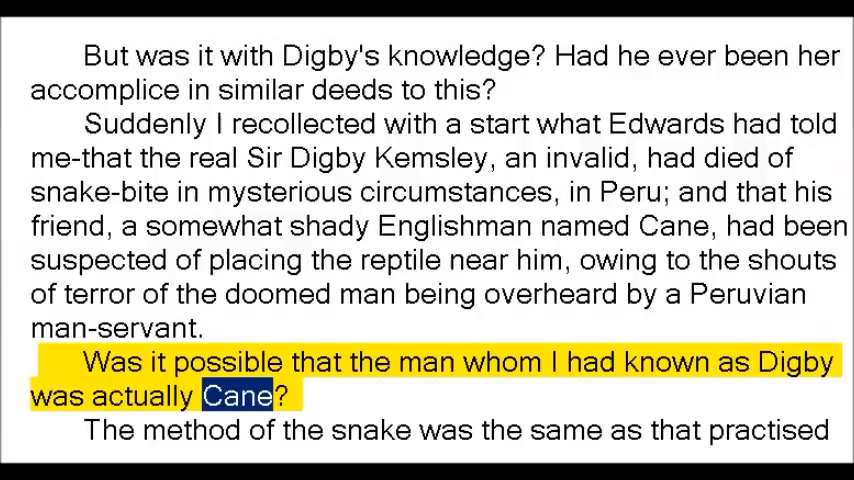 But was it with Digby's knowledge? Had he ever been her
accomplice in similar deeds to this?
Suddenly I recollected with a start what Edwards had told
me-that the real Sir Digby Kemsley, an invalid, had died of
snake-bite in mysterious circumstances, in Peru; and that his
friend, a somewhat shady Englishman named Cane, had been
suspected of placing the reptile near him, owing to the shouts
of terror of the doomed man being overheard by a Peruvian
man-servant.
Was it possible that the man whom I had known as Digby
was actually Cane?
The method of the snake was the same as that practised